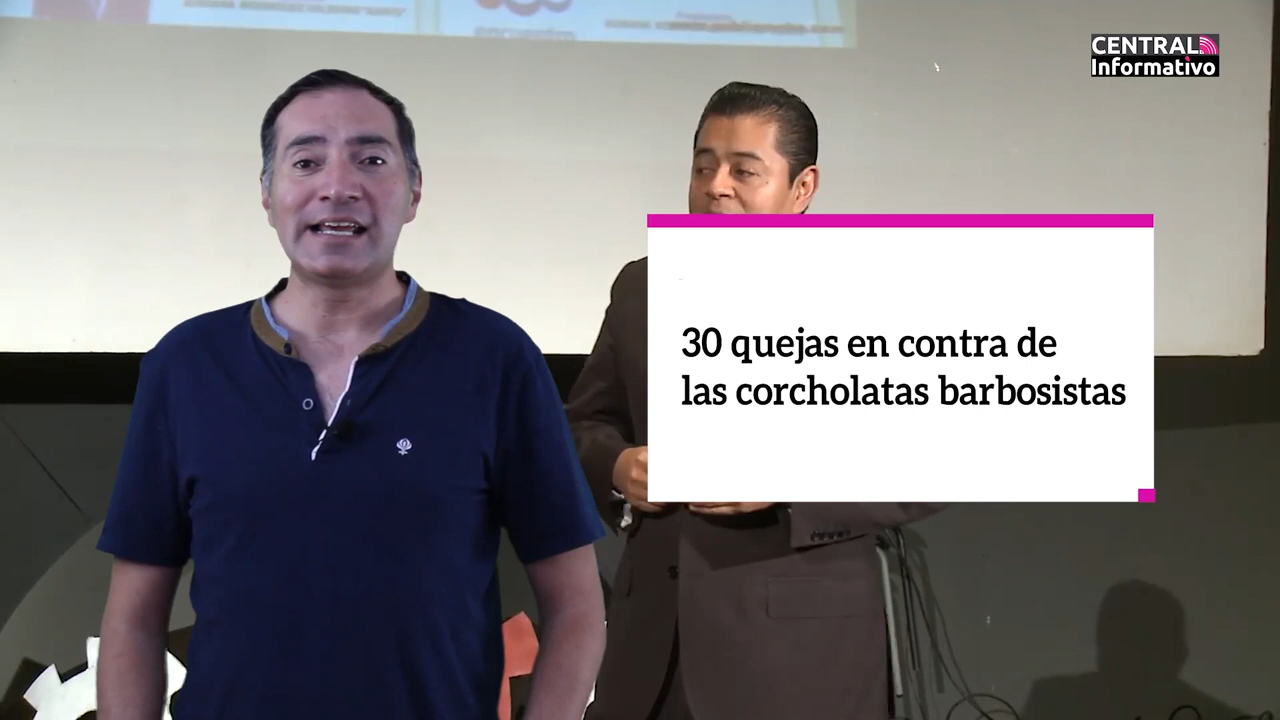 CENTRAL
Informativo
30 quejas en contra de
las corcholatas barbosistas